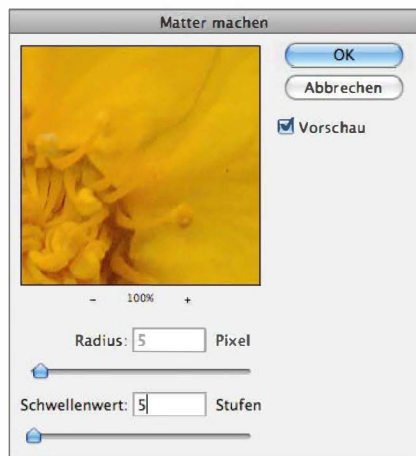 Matter machen
OK
Abbrechen
Vorschau
- 100% +
Radius: 5 Pixel
Schwellenwert: 5 Stufen